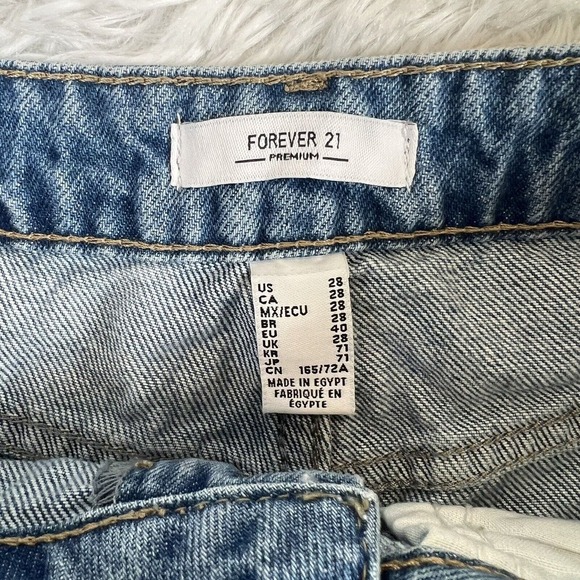 FOREVER 21
PREMIUM
US 28
CA 28
MX/ECU 28
BR 28
EU 40
UK 28
KR 71
JP 71
CN 165/72A
MADE IN EGYPT
FABRIQUÉ EN
ÉGYPTE